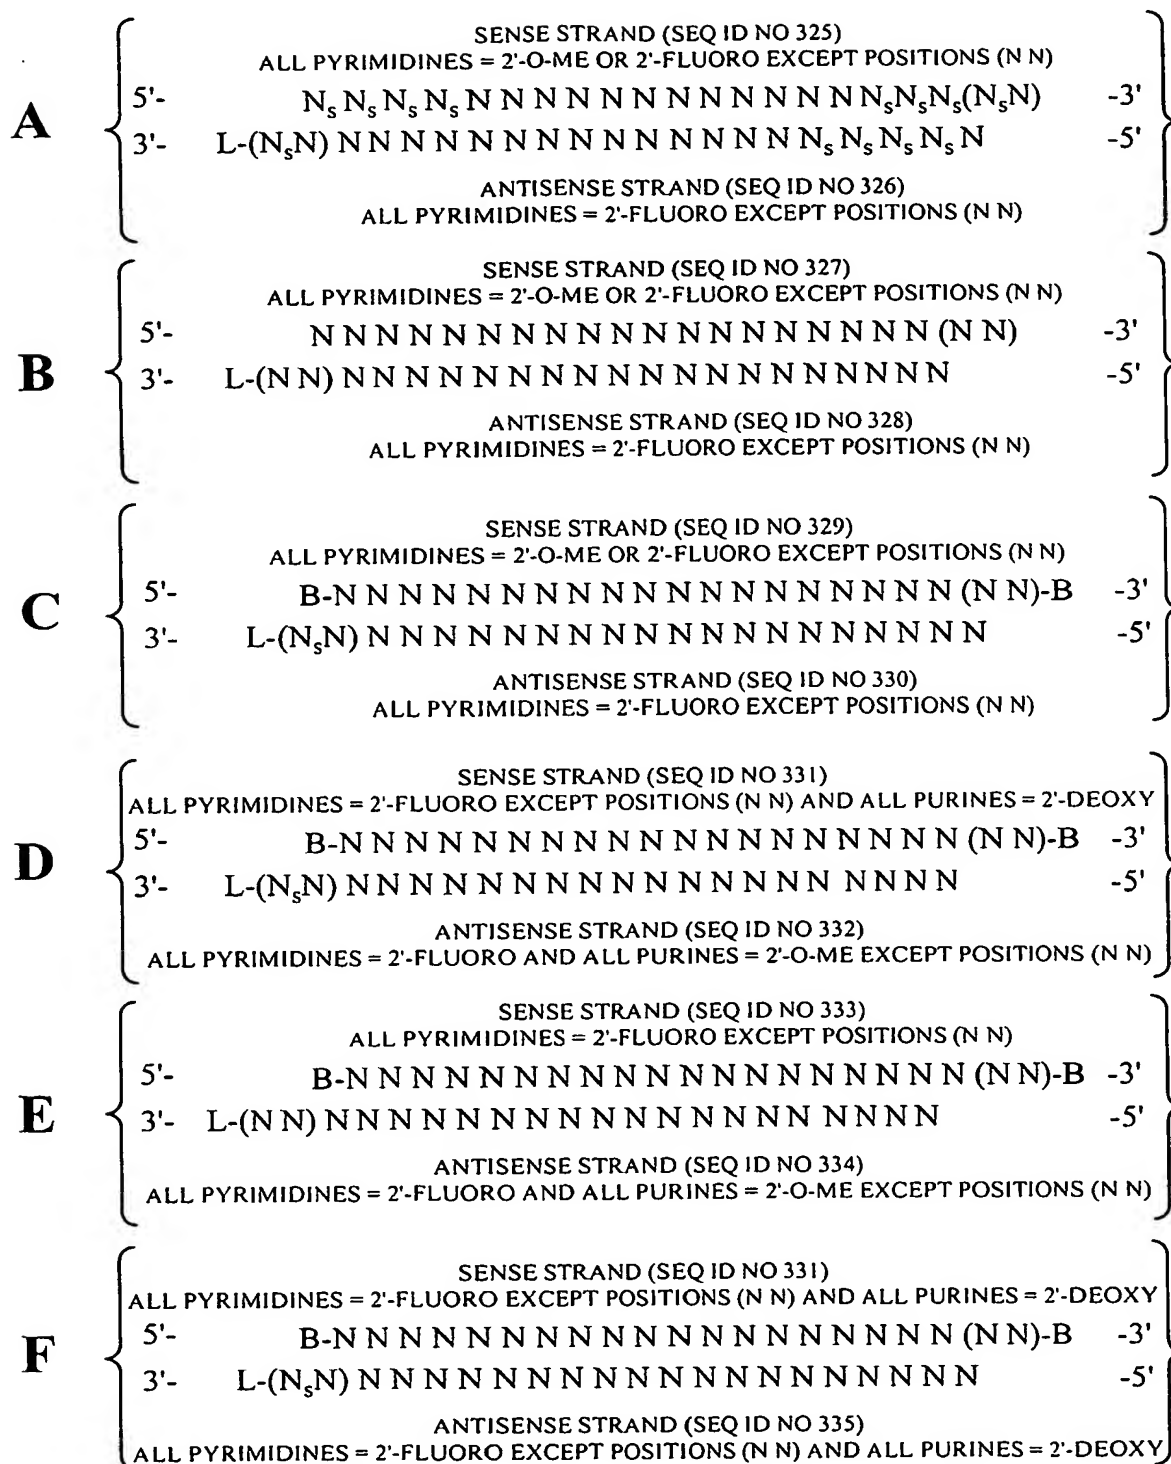 SENSE STRAND (SEQ ID NO 325)
ALL PYRIMIDINES = 2'-O-ME OR 2'-FLUORO EXCEPT POSITIONS (N N)
A
5'- NₛNₛNₛNₛN N N N N N N N N N N N NₛNₛNₛ(NₛN) -3'
3'- L-(NₛN) N N N N N N N N N N N N N N NₛNₛNₛNₛN -5'
ANTISENSE STRAND (SEQ ID NO 326)
ALL PYRIMIDINES = 2'-FLUORO EXCEPT POSITIONS (N N)
SENSE STRAND (SEQ ID NO 327)
ALL PYRIMIDINES = 2'-O-ME OR 2'-FLUORO EXCEPT POSITIONS (N N)
B
5'- N N N N N N N N N N N N N N N N N N N (N N) -3'
3'- L-(N N) N N N N N N N N N N N N N N N N N N N -5'
ANTISENSE STRAND (SEQ ID NO 328)
ALL PYRIMIDINES = 2'-FLUORO EXCEPT POSITIONS (N N)
SENSE STRAND (SEQ ID NO 329)
ALL PYRIMIDINES = 2'-O-ME OR 2'-FLUORO EXCEPT POSITIONS (N N)
C
5'- B-N N N N N N N N N N N N N N N N N N N (N N)-B -3'
3'- L-(NₛN) N N N N N N N N N N N N N N N N N N N -5'
ANTISENSE STRAND (SEQ ID NO 330)
ALL PYRIMIDINES = 2'-FLUORO EXCEPT POSITIONS (N N)
SENSE STRAND (SEQ ID NO 331)
ALL PYRIMIDINES = 2'-FLUORO EXCEPT POSITIONS (N N) AND ALL PURINES = 2'-DEOXY
D
5'- B-N N N N N N N N N N N N N N N N N N N (N N)-B -3'
3'- L-(NₛN) N N N N N N N N N N N N N N N N N N N -5'
ANTISENSE STRAND (SEQ ID NO 332)
ALL PYRIMIDINES = 2'-FLUORO AND ALL PURINES = 2'-O-ME EXCEPT POSITIONS (N N)
SENSE STRAND (SEQ ID NO 333)
ALL PYRIMIDINES = 2'-FLUORO EXCEPT POSITIONS (N N)
E
5'- B-N N N N N N N N N N N N N N N N N N N (N N)-B -3'
3'- L-(N N) N N N N N N N N N N N N N N N N N N N -5'
ANTISENSE STRAND (SEQ ID NO 334)
ALL PYRIMIDINES = 2'-FLUORO AND ALL PURINES = 2'-O-ME EXCEPT POSITIONS (N N)
SENSE STRAND (SEQ ID NO 331)
ALL PYRIMIDINES = 2'-FLUORO EXCEPT POSITIONS (N N) AND ALL PURINES = 2'-DEOXY
F
5'- B-N N N N N N N N N N N N N N N N N N N (N N)-B -3'
3'- L-(NₛN) N N N N N N N N N N N N N N N N N N N -5'
ANTISENSE STRAND (SEQ ID NO 335)
ALL PYRIMIDINES = 2'-FLUORO EXCEPT POSITIONS (N N) AND ALL PURINES = 2'-DEOXY